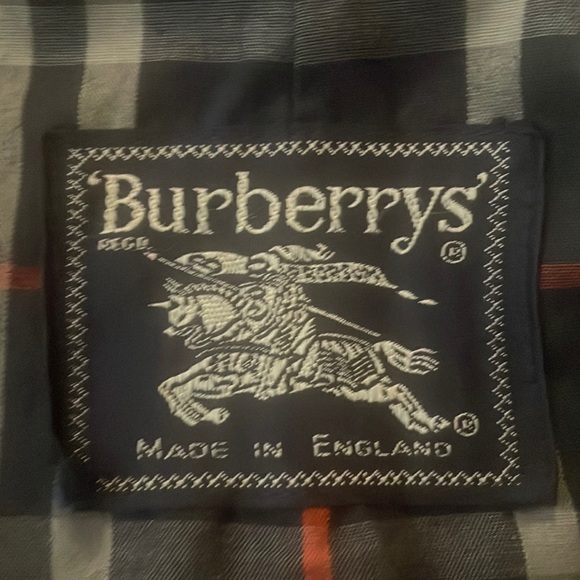 'Burberrys'
REGD
®
®
MADE IN ENGLAND